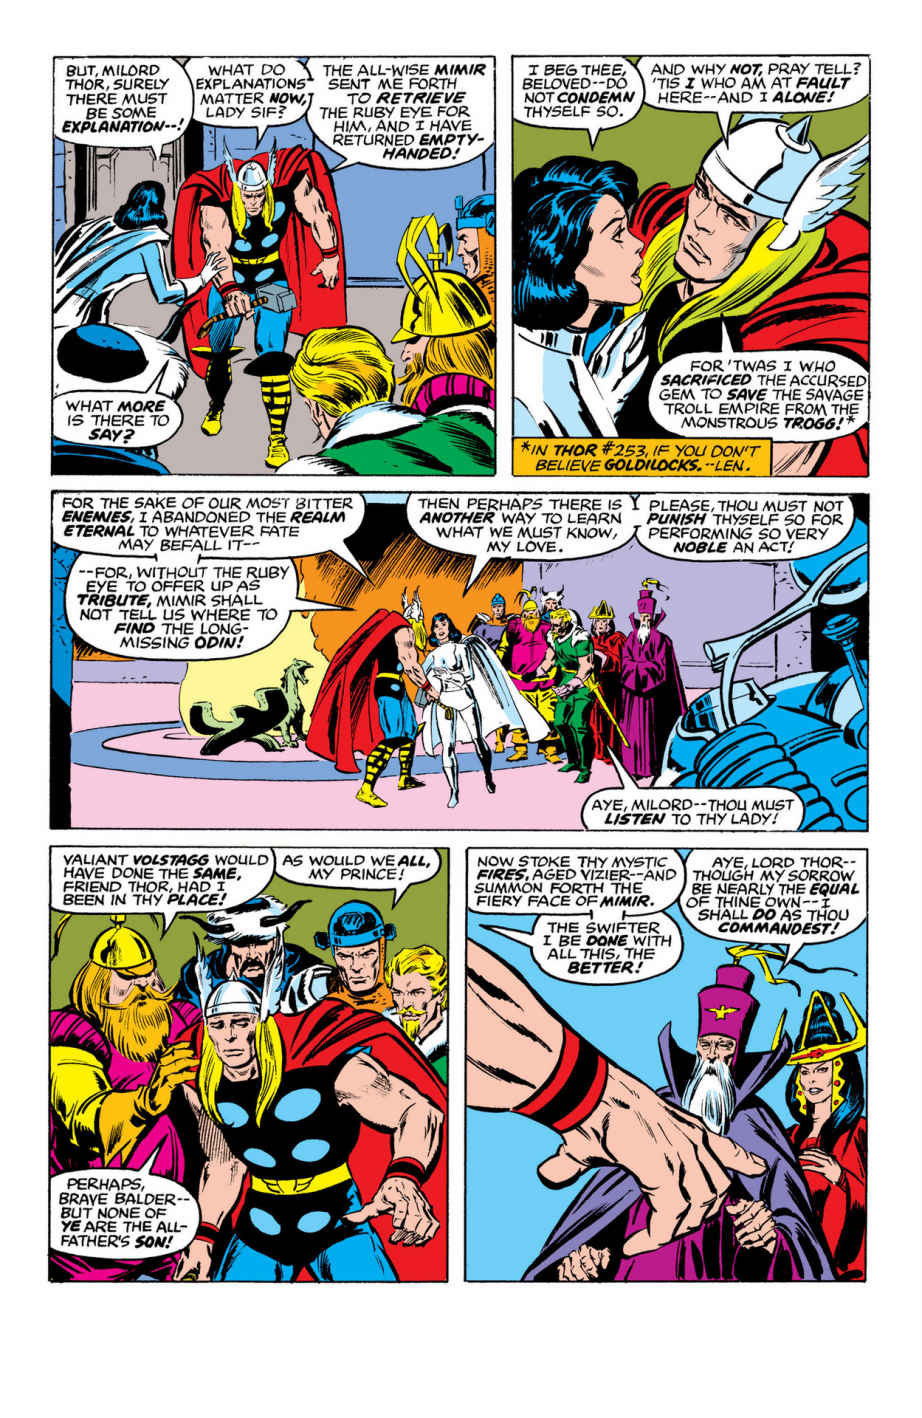 BUT, MILORD
THOR, SURELY
THERE MUST
BE SOME
EXPLANATION--!
WHAT DO
EXPLANATIONS
MATTER NOW,
LADY SIF?
THE ALL-WISE MIMIR
SENT ME FORTH
TO RETRIEVE
THE RUBY EYE FOR
HIM, AND I HAVE
RETURNED EMPTY-
HANDED!
WHAT MORE
IS THERE TO
SAY?
I BEG THEE,
BELOVED--DO
NOT CONDEMN
THYSELF SO.
AND WHY NOT, PRAY TELL?
'TIS I WHO AM AT FAULT
HERE--AND I ALONE!
FOR 'TWAS I WHO
SACRIFICED THE ACCURSED
GEM TO SAVE THE SAVAGE
TROLL EMPIRE FROM THE
MONSTROUS TROGG!*
*IN THOR #253, IF YOU DON'T
BELIEVE GOLDILOCKS.--LEN.
FOR THE SAKE OF OUR MOST BITTER
ENEMIES, I ABANDONED THE REALM
ETERNAL TO WHATEVER FATE
MAY BEFALL IT--
--FOR, WITHOUT THE RUBY
EYE TO OFFER UP AS
TRIBUTE, MIMIR SHALL
NOT TELL US WHERE TO
FIND THE LONG-
MISSING ODIN!
THEN PERHAPS THERE IS
ANOTHER WAY TO LEARN
WHAT WE MUST KNOW,
MY LOVE.
PLEASE, THOU MUST NOT
PUNISH THYSELF SO FOR
PERFORMING SO VERY
NOBLE AN ACT!
AYE, MILORD--THOU MUST
LISTEN TO THY LADY!
VALIANT VOLSTAGG WOULD
HAVE DONE THE SAME,
FRIEND THOR, HAD I
BEEN IN THY PLACE!
AS WOULD WE ALL,
MY PRINCE!
PERHAPS,
BRAVE BALDER--
BUT NONE OF
YE ARE THE ALL-
FATHER'S SON!
NOW STOKE THY MYSTIC
FIRES, AGED VIZIER--AND
SUMMON FORTH THE
FIERY FACE OF MIMIR.
THE SWIFTER
I BE DONE WITH
ALL THIS, THE
BETTER!
AYE, LORD THOR--
THOUGH MY SORROW
BE NEARLY THE EQUAL
OF THINE OWN--I
SHALL DO AS THOU
COMMANDEST!